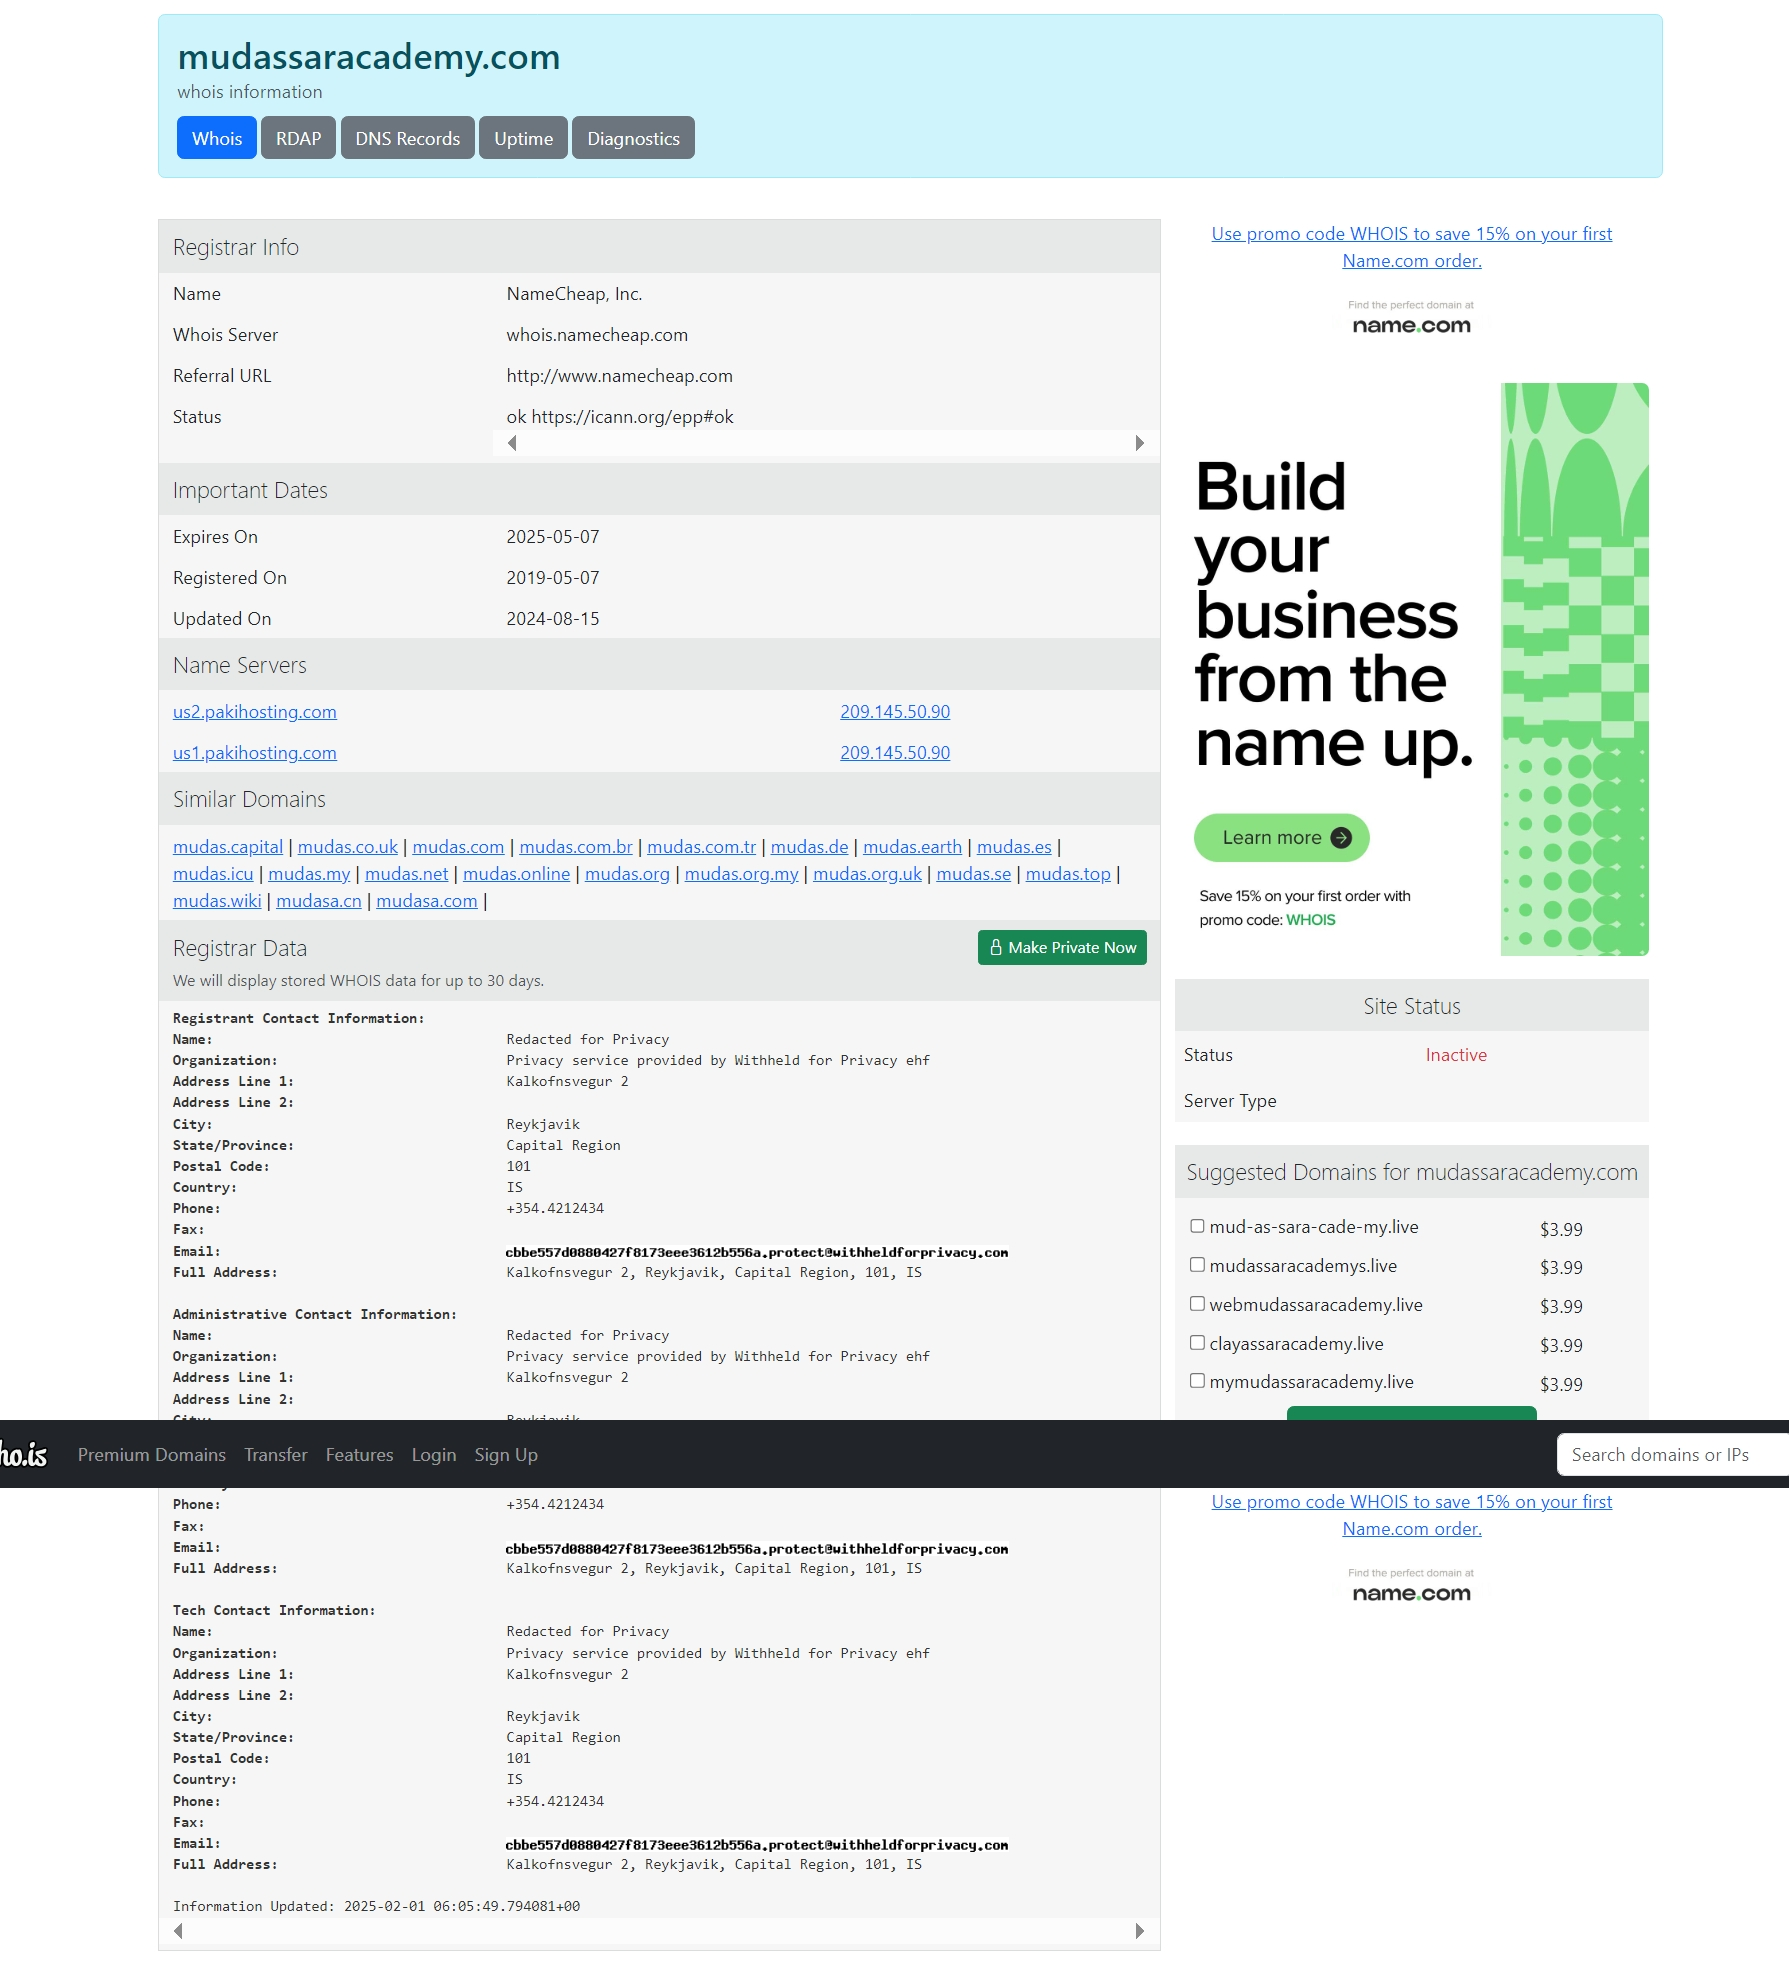 mudassaracademy.com
whois information
Whois RDAP DNS Records Uptime Diagnostics
Registrar Info
Name NameCheap, Inc.
Whois Server whois.namecheap.com
Referral URL http://www.namecheap.com
Status ok https://icann.org/epp#ok
Important Dates
Expires On 2025-05-07
Registered On 2019-05-07
Updated On 2024-08-15
Name Servers
us2.pakihosting.com 209.145.50.90
us1.pakihosting.com 209.145.50.90
Similar Domains
mudas.capital | mudas.co.uk | mudas.com | mudas.com.br | mudas.com.tr | mudas.de | mudas.earth | mudas.es |
mudas.icu | mudas.my | mudas.net | mudas.online | mudas.org | mudas.org.my | mudas.org.uk | mudas.se | mudas.top |
mudas.wiki | mudasa.cn | mudasa.com |
Registrar Data Make Private Now
We will display stored WHOIS data for up to 30 days.
Registrant Contact Information:
Name: Redacted for Privacy
Organization: Privacy service provided by Withheld for Privacy ehf
Address Line 1: Kalkofnsvegur 2
Address Line 2:
City: Reykjavik
State/Province: Capital Region
Postal Code: 101
Country: IS
Phone: +354.4212434
Fax:
Email: cbbe557d0880427f8173eee3612b556a.protect@withheldforprivacy.com
Full Address: Kalkofnsvegur 2, Reykjavik, Capital Region, 101, IS
Administrative Contact Information:
Name: Redacted for Privacy
Organization: Privacy service provided by Withheld for Privacy ehf
Address Line 1: Kalkofnsvegur 2
Address Line 2:
City: Reykjavik
ho.is Premium Domains Transfer Features Login Sign Up Search domains or IPs
Phone: +354.4212434
Fax:
Email: cbbe557d0880427f8173eee3612b556a.protect@withheldforprivacy.com
Full Address: Kalkofnsvegur 2, Reykjavik, Capital Region, 101, IS
Tech Contact Information:
Name: Redacted for Privacy
Organization: Privacy service provided by Withheld for Privacy ehf
Address Line 1: Kalkofnsvegur 2
Address Line 2:
City: Reykjavik
State/Province: Capital Region
Postal Code: 101
Country: IS
Phone: +354.4212434
Fax:
Email: cbbe557d0880427f8173eee3612b556a.protect@withheldforprivacy.com
Full Address: Kalkofnsvegur 2, Reykjavik, Capital Region, 101, IS
Information Updated: 2025-02-01 06:05:49.794081+00
Use promo code WHOIS to save 15% on your first
Name.com order.
Find the perfect domain at
name.com
Build
your
business
from the
name up.
Learn more
Save 15% on your first order with
promo code: WHOIS
Site Status
Status Inactive
Server Type
Suggested Domains for mudassaracademy.com
mud-as-sara-cade-my.live $3.99
mudassaracademys.live $3.99
webmudassaracademy.live $3.99
clayassaracademy.live $3.99
mymudassaracademy.live $3.99
Use promo code WHOIS to save 15% on your first
Name.com order.
Find the perfect domain at
name.com